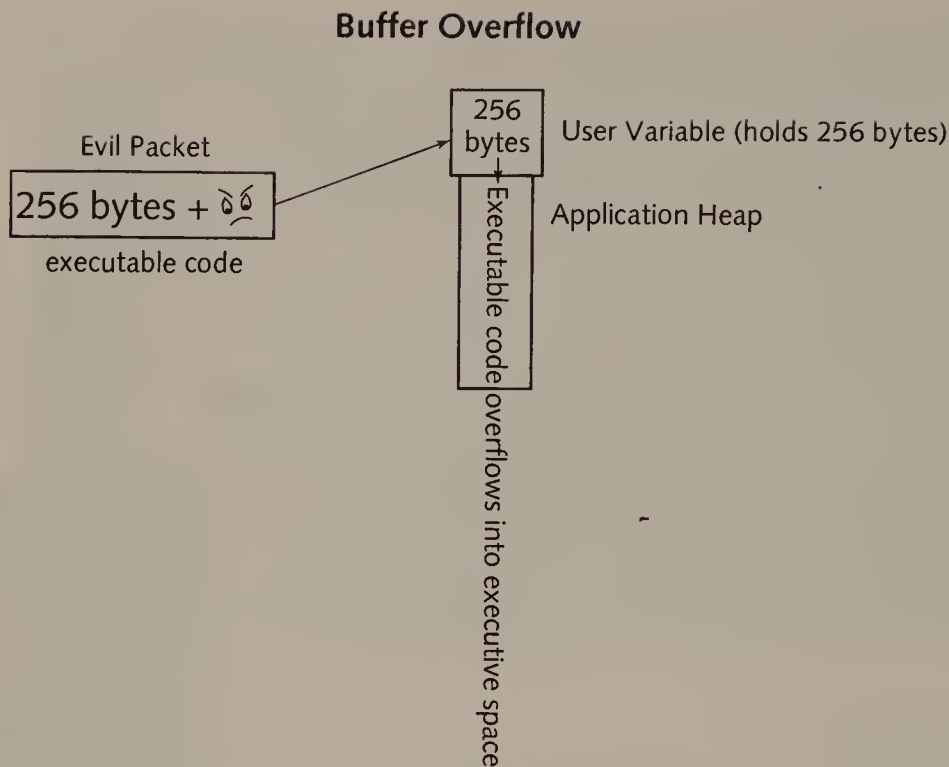 Buffer Overflow
Evil Packet
256 bytes +
executable code
256
bytes
User Variable (holds 256 bytes)
Application Heap
Executable code overflows into executive space